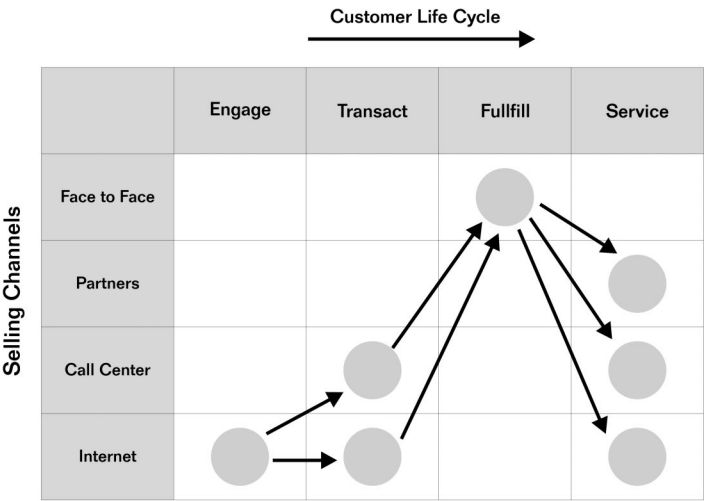 Customer Life Cycle
Engage Transact Fullfill Service
Selling Channels
Face to Face
Partners
Call Center
Internet